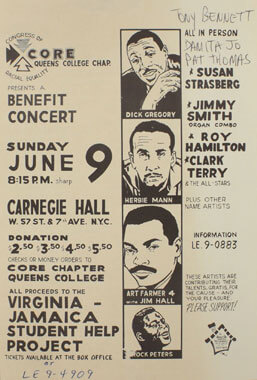 TONY BENNETT
CONGRESS OF
CORE
RACIAL EQUALITY
QUEENS COLLEGE CHAP.
PRESENTS A
BENEFIT
CONCERT
SUNDAY
JUNE 9
8:15 P.M. sharp
CARNEGIE HALL
W. 57 ST. & 7th AVE. N.Y.C.
DONATION
$2.50 $3.50 $4.50 $5.50
CHECKS OR MONEY ORDERS TO
CORE CHAPTER
QUEENS COLLEGE
ALL PROCEEDS TO THE
VIRGINIA -
JAMAICA
STUDENT HELP
PROJECT
TICKETS AVAILABLE AT THE BOX OFFICE
or
LE 9-4909
DICK GREGORY
HERBIE MANN
ART FARMER 4
WITH JIM HALL
BROCK PETERS
ALL IN PERSON
DAMITA JO
PAT THOMAS
* SUSAN
STRASBERG
* JIMMY
SMITH
ORGAN COMBO
* ROY
HAMILTON
* CLARK
TERRY
& THE ALL-STARS
PLUS OTHER
NAME ARTISTS
INFORMATION
LE. 9-0883
THESE ARTISTS ARE
CONTRIBUTING THEIR
TALENTS, GRATIS, FOR
THE CAUSE - AND
YOUR PLEASURE
PLEASE SUPPORT!